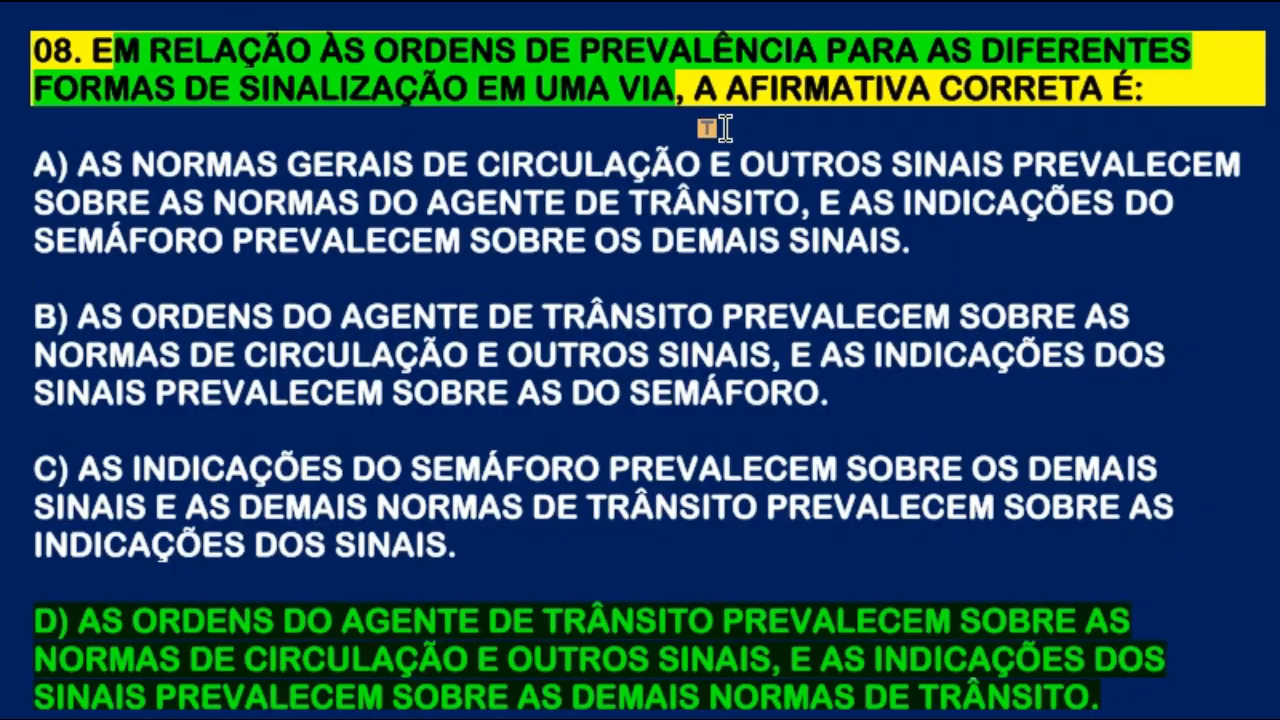 08. EM RELAÇÃO ÀS ORDENS DE PREVALÊNCIA PARA AS DIFERENTES
FORMAS DE SINALIZAÇÃO EM UMA VIA, A AFIRMATIVA CORRETA É:
T
A) AS NORMAS GERAIS DE CIRCULAÇÃO E OUTROS SINAIS PREVALECEM
SOBRE AS NORMAS DO AGENTE DE TRÂNSITO, E AS INDICAÇÕES DO
SEMÁFORO PREVALECEM SOBRE OS DEMAIS SINAIS.
B) AS ORDENS DO AGENTE DE TRÂNSITO PREVALECEM SOBRE AS
NORMAS DE CIRCULAÇÃO E OUTROS SINAIS, E AS INDICAÇÕES DOS
SINAIS PREVALECEM SOBRE AS DO SEMÁFORO.
C) AS INDICAÇÕES DO SEMÁFORO PREVALECEM SOBRE OS DEMAIS
SINAIS E AS DEMAIS NORMAS DE TRÂNSITO PREVALECEM SOBRE AS
INDICAÇÕES DOS SINAIS.
D) AS ORDENS DO AGENTE DE TRÂNSITO PREVALECEM SOBRE AS
NORMAS DE CIRCULAÇÃO E OUTROS SINAIS, E AS INDICAÇÕES DOS
SINAIS PREVALECEM SOBRE AS DEMAIS NORMAS DE TRÂNSITO.